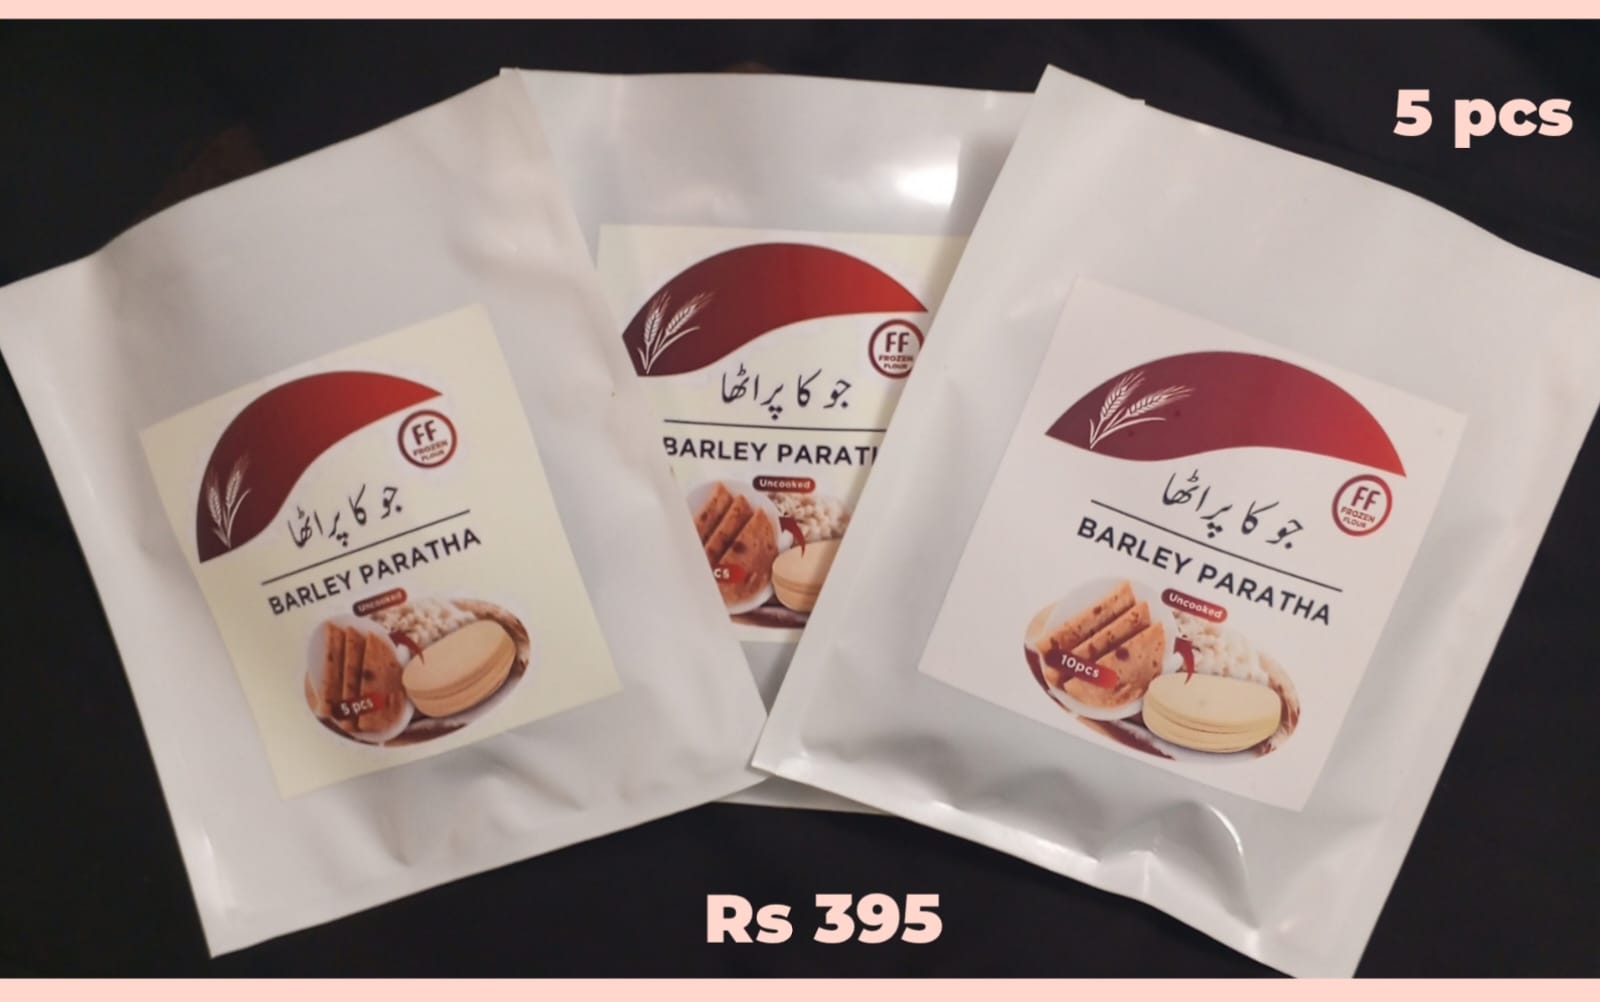 5 pcs
FF
FROZEN
FLOUR
جو کا پراٹھا
BARLEY PARATHA
Uncooked
5 pcs
FF
FROZEN
FLOUR
جو کا پراٹھا
BARLEY PARATH
Uncooked
cs
FF
FROZEN
FLOUR
جو کا پراٹھا
BARLEY PARATHA
Uncooked
10pcs
Rs 395